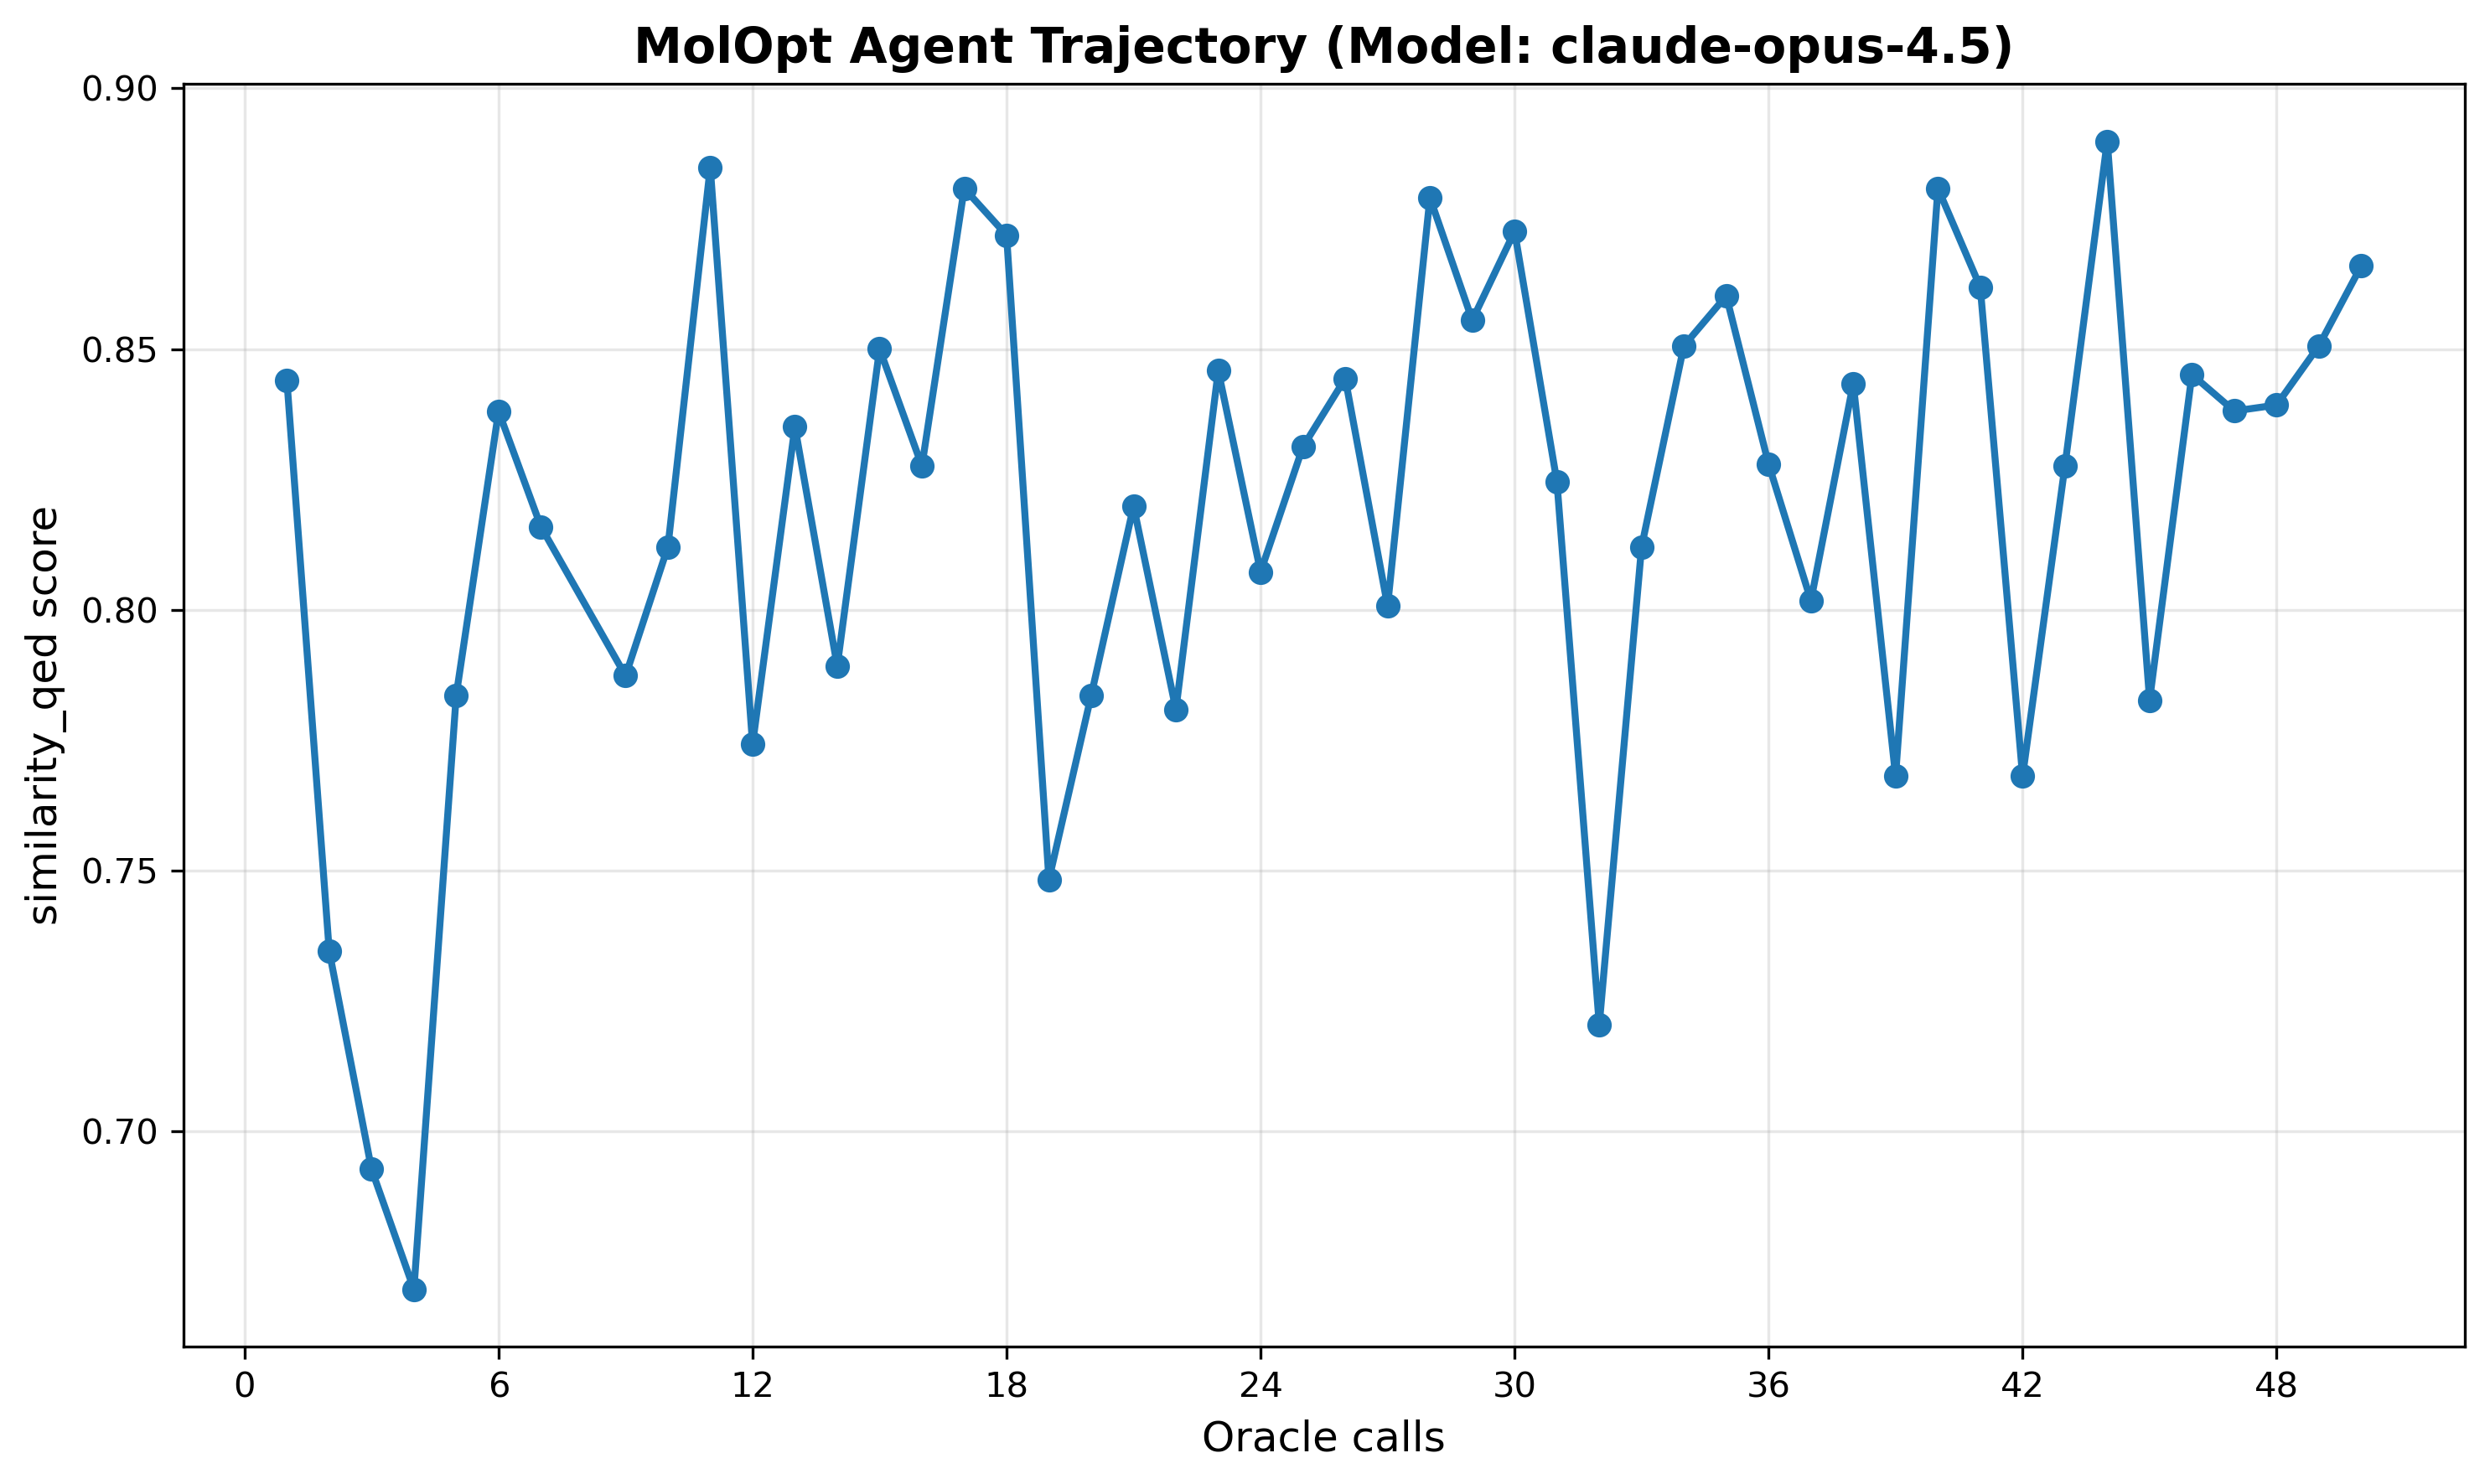 MolOpt Agent Trajectory (Model: claude-opus-4.5)
similarity_qed score
0.90
0.85
0.80
0.75
0.70
0 6 12 18 24 30 36 42 48
Oracle calls